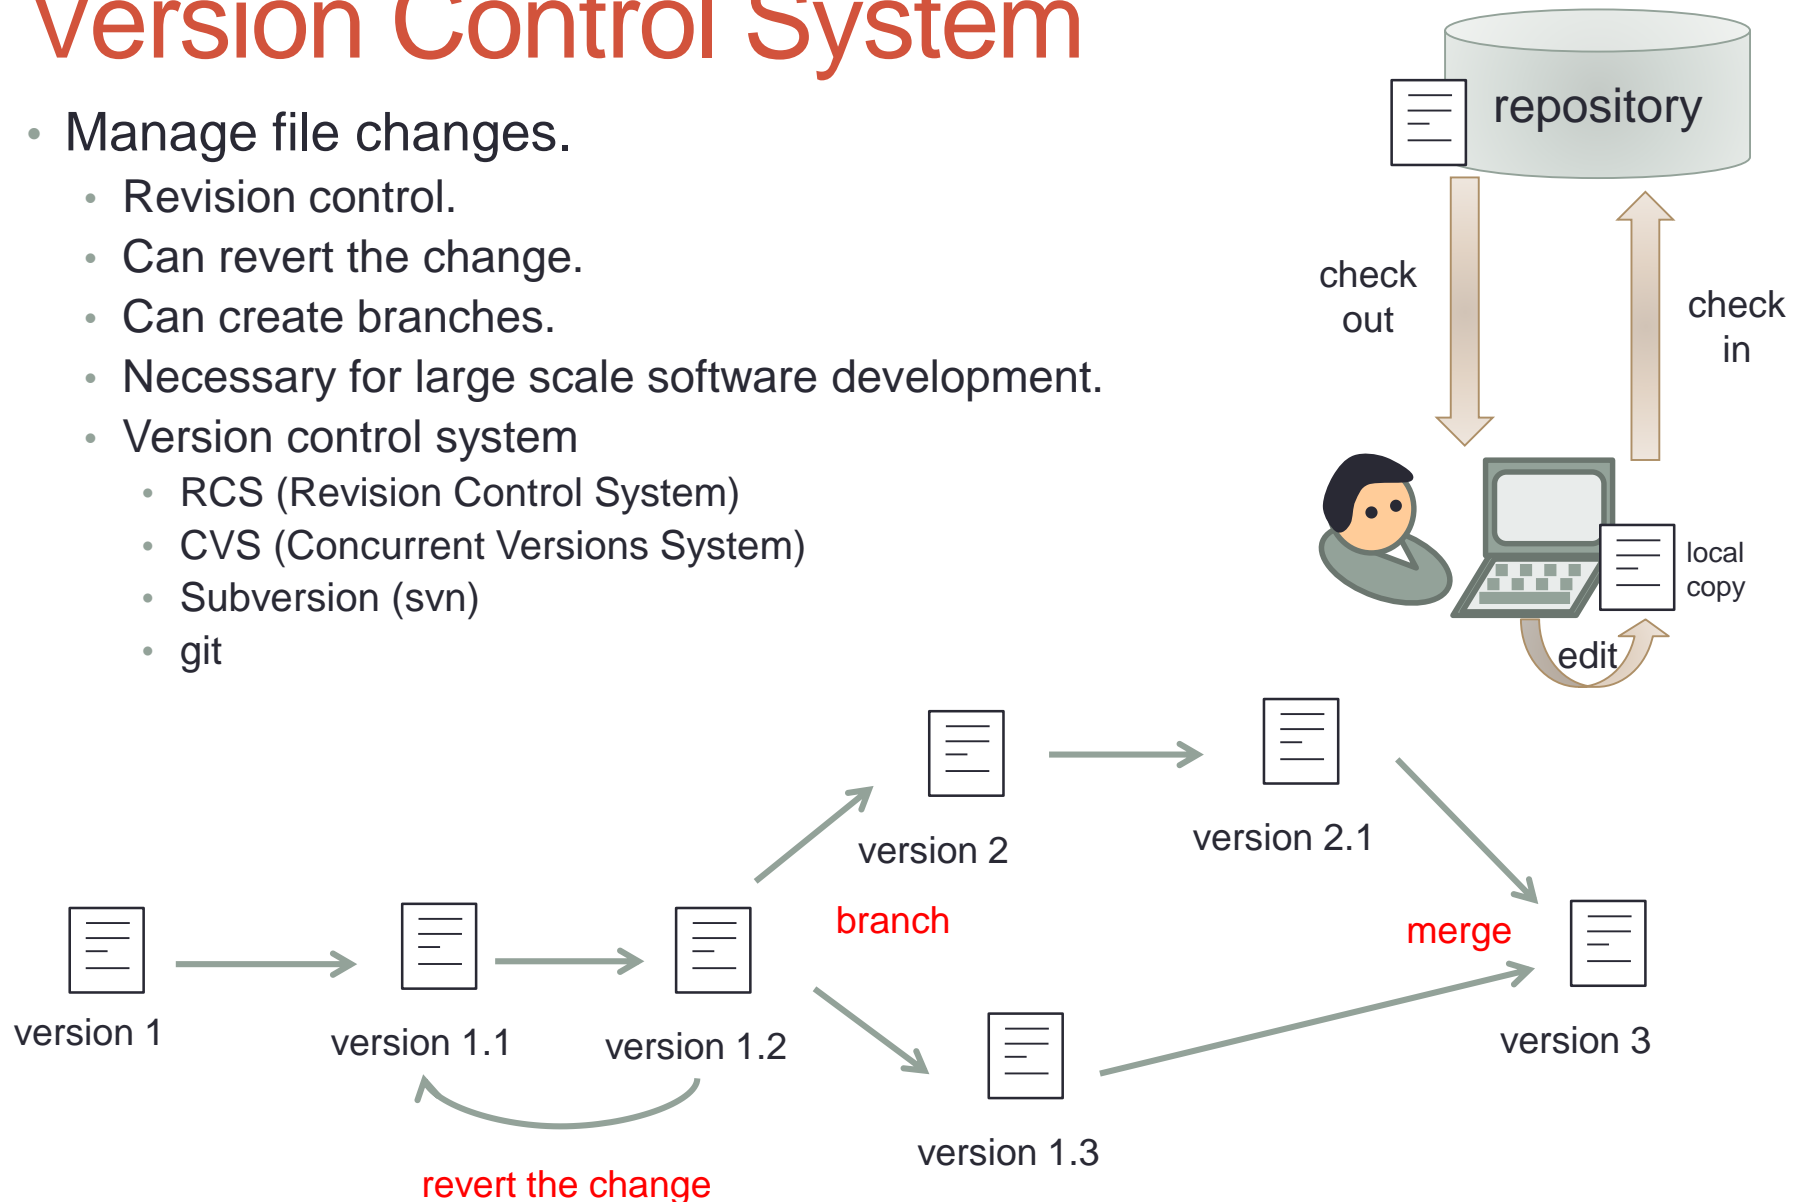 Version Control System
• Manage file changes.
• Revision control.
• Can revert the change.
• Can create branches.
• Necessary for large scale software development.
• Version control system
• RCS (Revision Control System)
• CVS (Concurrent Versions System)
• Subversion (svn)
• git
repository
check
out
check
in
local
copy
edit
version 2
version 2.1
branch
merge
version 1
version 1.1
version 1.2
version 3
version 1.3
revert the change